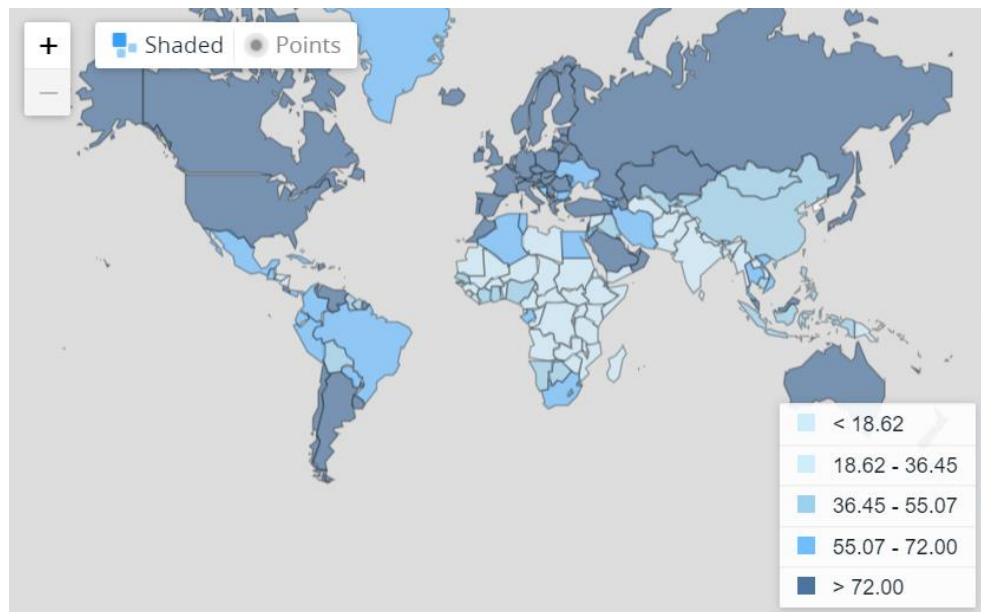 +
Shaded
Points
−
< 18.62
18.62 - 36.45
36.45 - 55.07
55.07 - 72.00
> 72.00